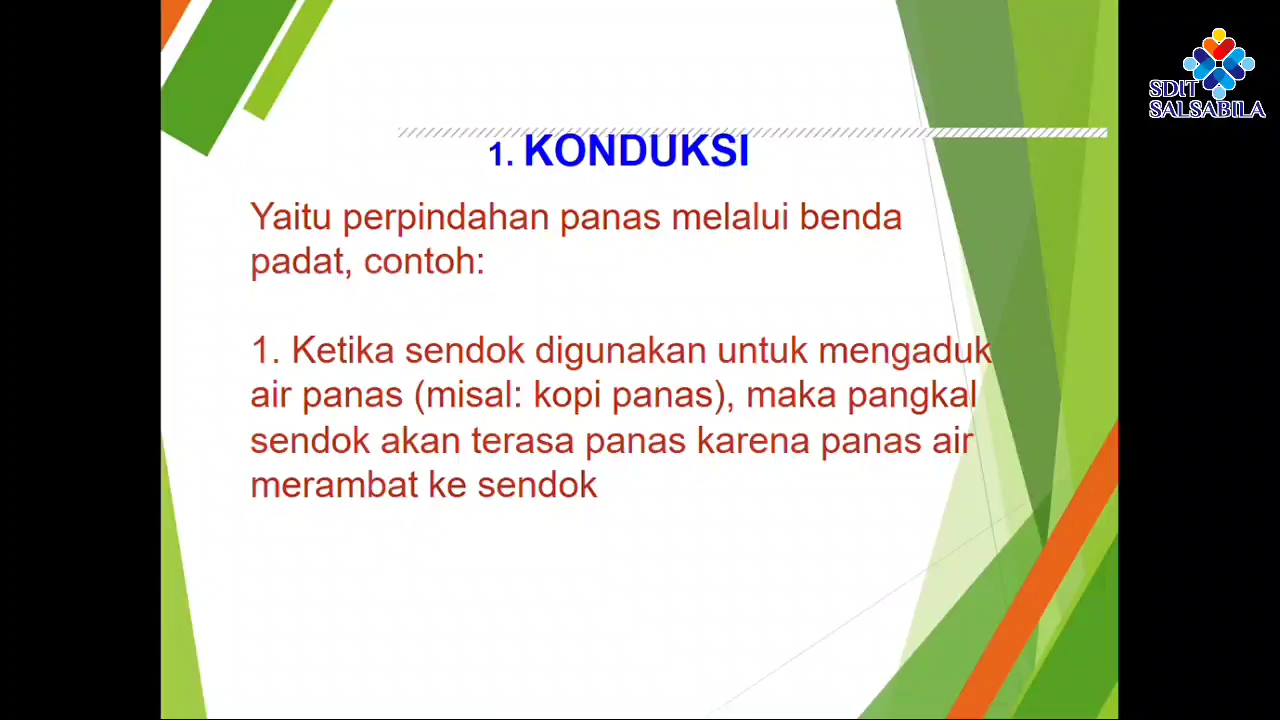 SDIT
SALSABILA
1. KONDUKSI
Yaitu perpindahan panas melalui benda
padat, contoh:
1. Ketika sendok digunakan untuk mengaduk
air panas (misal: kopi panas), maka pangkal
sendok akan terasa panas karena panas air
merambat ke sendok